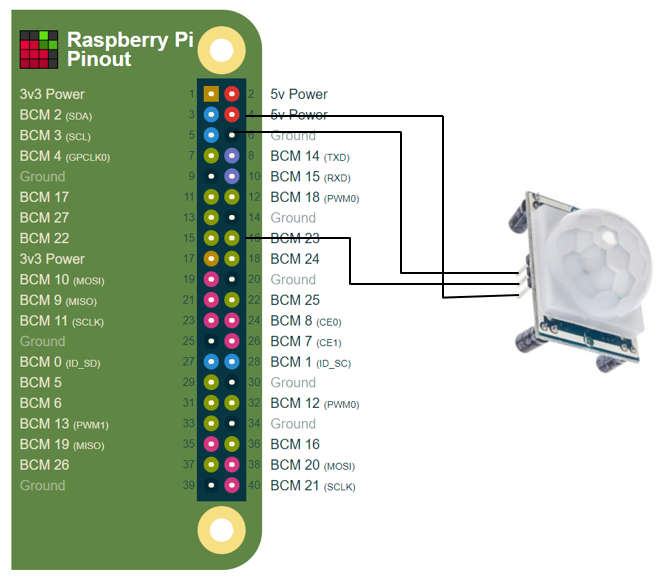 Raspberry Pi
Pinout
3v3 Power 1 2 5v Power
BCM 2 (SDA) 3 4 5v Power
BCM 3 (SCL) 5 6 Ground
BCM 4 (GPCLK0) 7 8 BCM 14 (TXD)
Ground 9 10 BCM 15 (RXD)
BCM 17 11 12 BCM 18 (PWM0)
BCM 27 13 14 Ground
BCM 22 15 16 BCM 23
3v3 Power 17 18 BCM 24
BCM 10 (MOSI) 19 20 Ground
BCM 9 (MISO) 21 22 BCM 25
BCM 11 (SCLK) 23 24 BCM 8 (CE0)
Ground 25 26 BCM 7 (CE1)
BCM 0 (ID_SD) 27 28 BCM 1 (ID_SC)
BCM 5 29 30 Ground
BCM 6 31 32 BCM 12 (PWM0)
BCM 13 (PWM1) 33 34 Ground
BCM 19 (MISO) 35 36 BCM 16
BCM 26 37 38 BCM 20 (MOSI)
Ground 39 40 BCM 21 (SCLK)